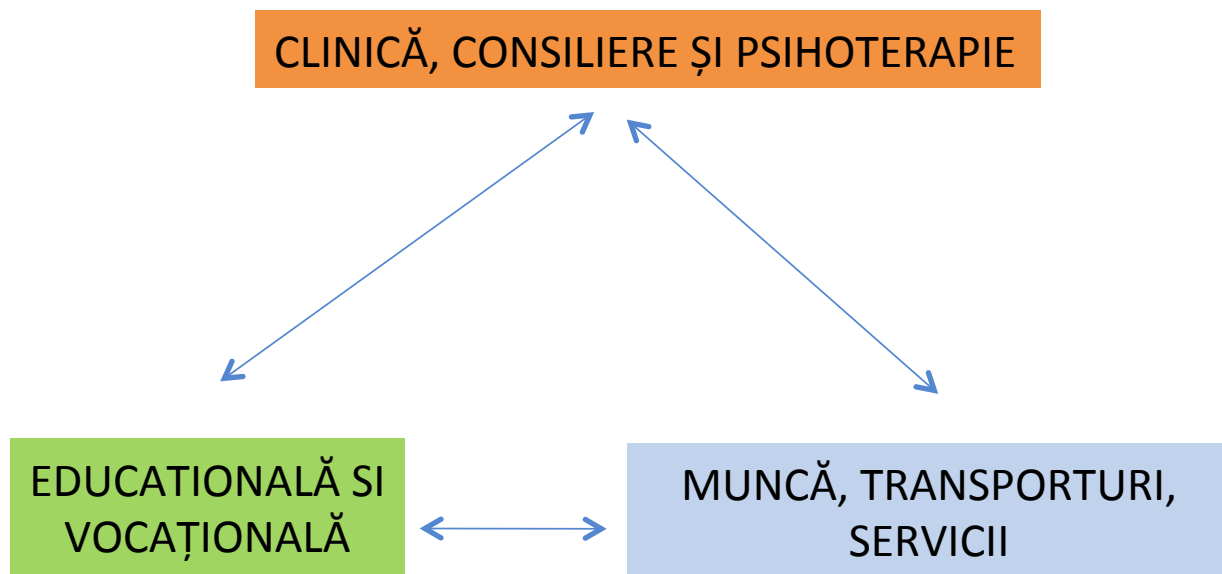 CLINICĂ, CONSILIERE ȘI PSIHOTERAPIE
EDUCATIONALĂ SI
VOCAȚIONALĂ
MUNCĂ, TRANSPORTURI,
SERVICII